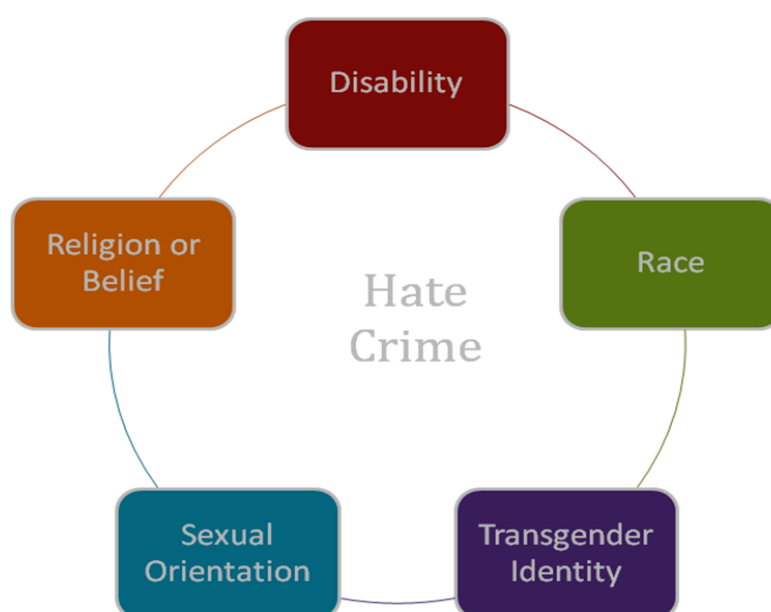 Disability
Race
Transgender
Identity
Sexual
Orientation
Religion or
Belief
Hate
Crime